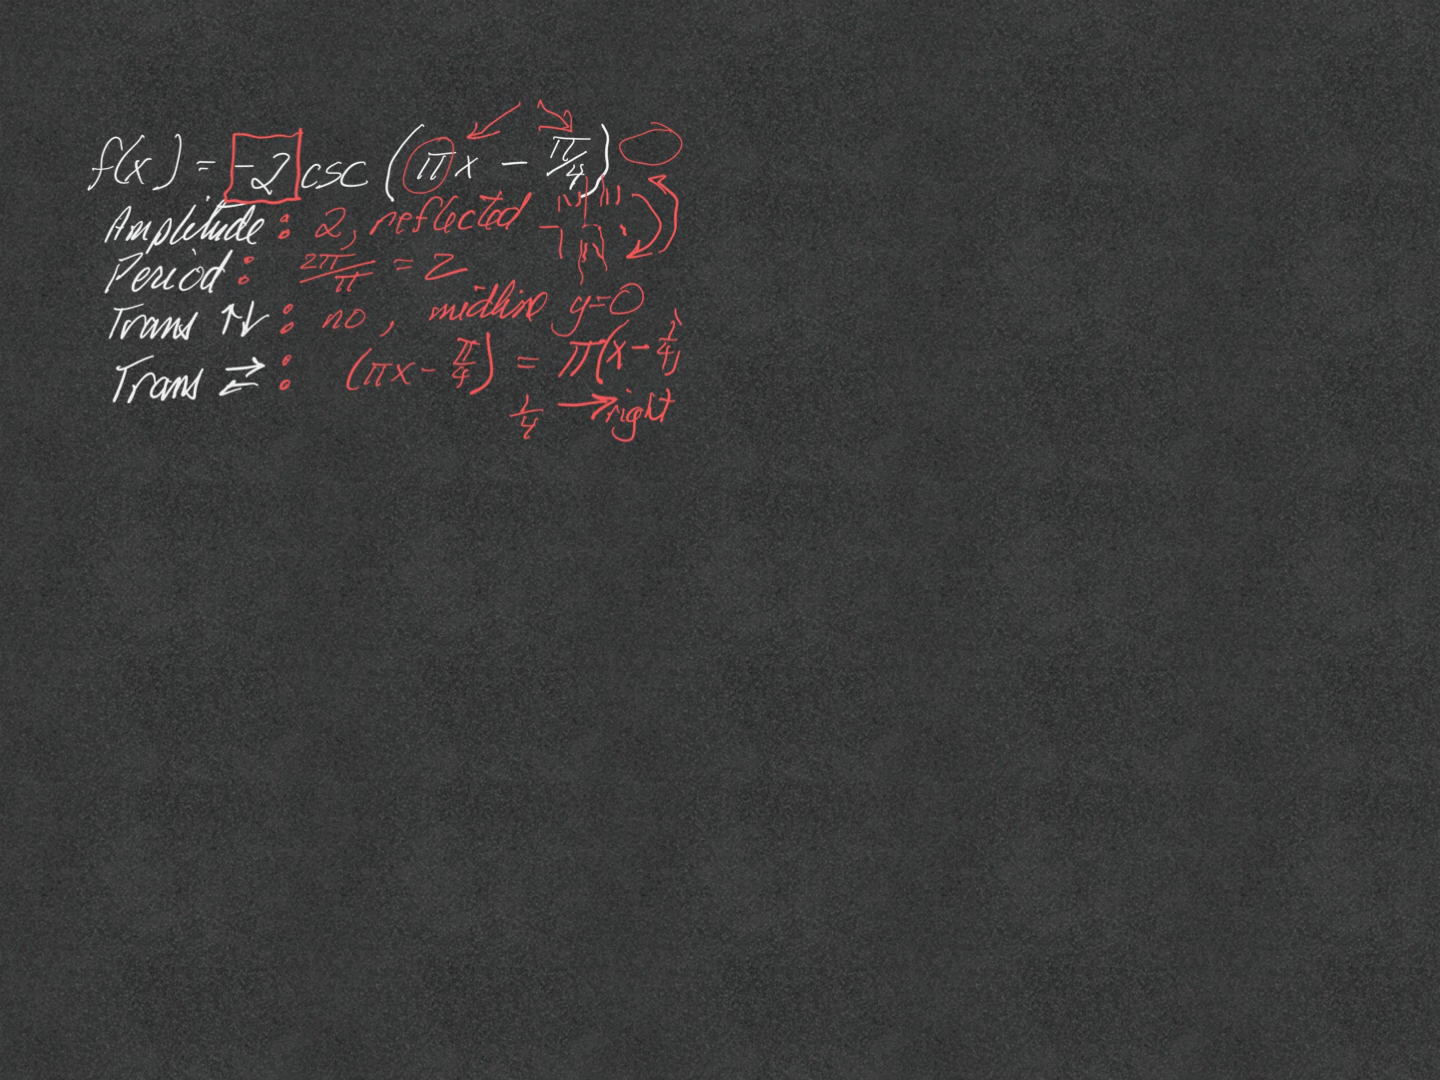 f(x) = -2 csc (πx - π/4)
Amplitude : 2, reflected
Period : 2π/π = 2
Trans ↑↓ : no, midline y=0
Trans ⇄ : (πx - π/4) = π(x - 1/4)
1/4 → right